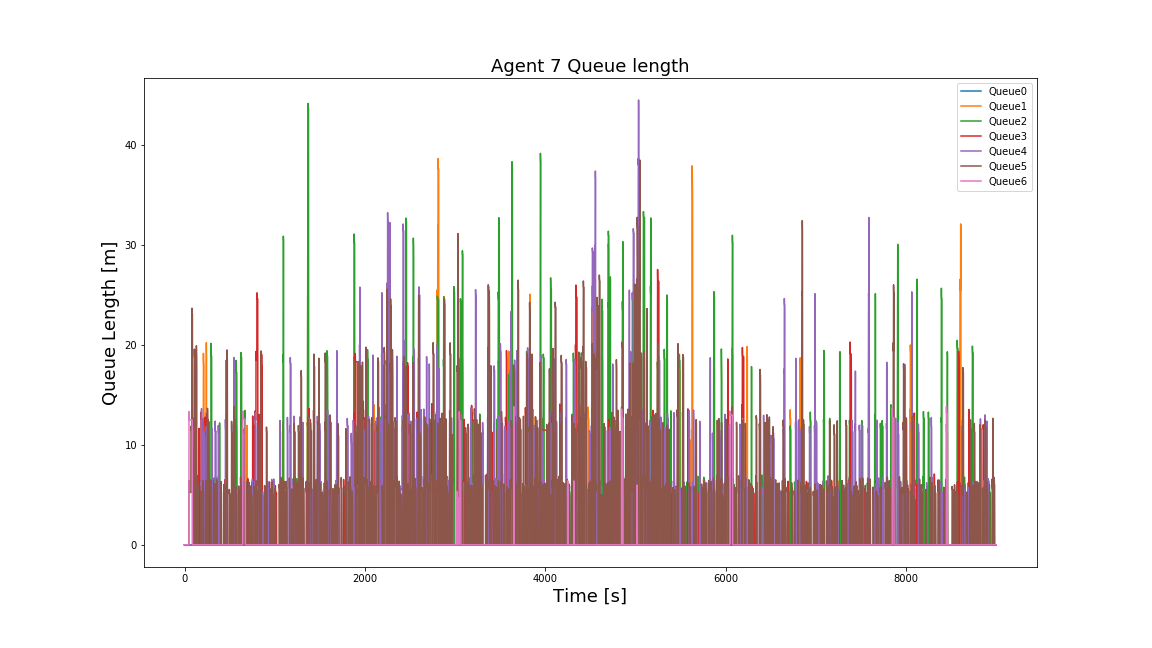 Agent 7 Queue length
Queue0
Queue1
Queue2
Queue3
Queue4
Queue5
Queue6
Queue Length [m]
40
30
20
10
0
0 2000 4000 6000 8000
Time [s]